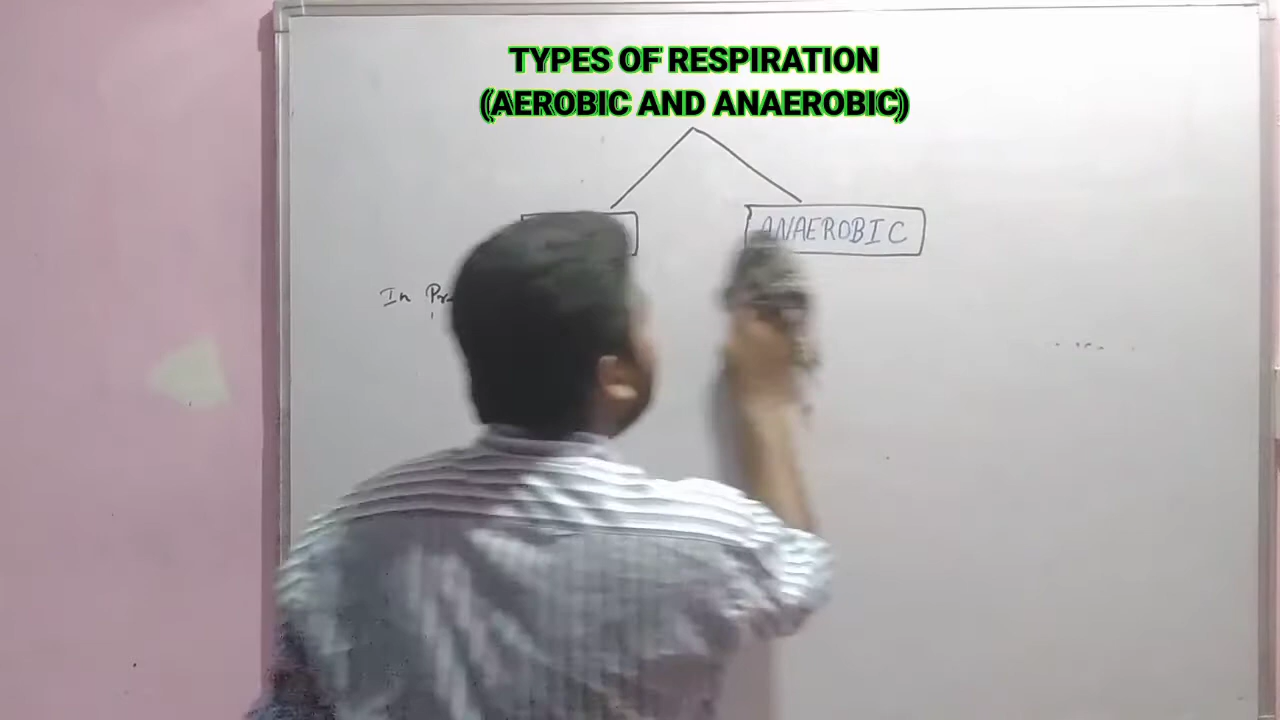 TYPES OF RESPIRATION
(AEROBIC AND ANAEROBIC)
ANAEROBIC
In